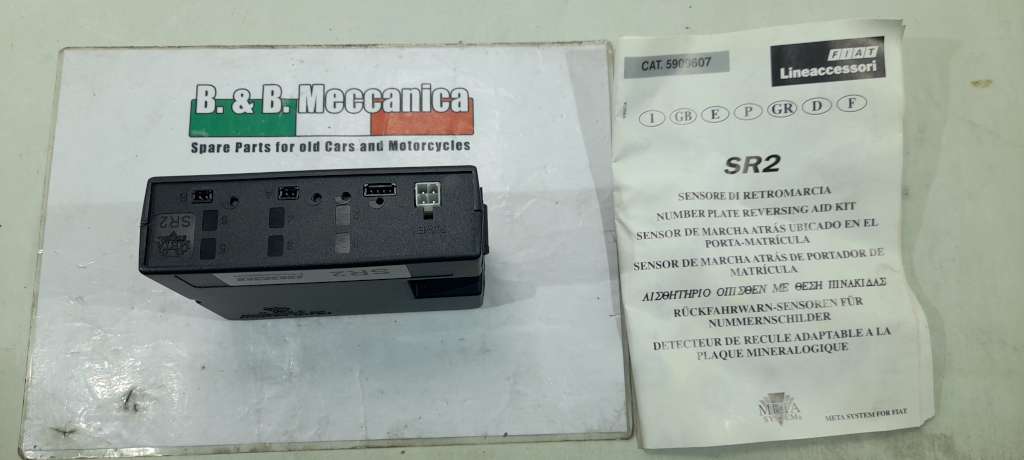 B. & B. Meccanica
Spare Parts for old Cars and Motorcycles
B
A
SR2
SR2
CAT. 5909607
FIAT
Lineaccessori
I GB E P GR D F
SR2
SENSORE DI RETROMARCIA
NUMBER PLATE REVERSING AID KIT
SENSOR DE MARCHA ATRÁS UBICADO EN EL
PORTA-MATRÍCULA
SENSOR DE MARCHA ATRÁS DE PORTADOR DE
MATRÍCULA
ΑΙΣΘΗΤΗΡΙΟ ΟΠΙΣΘΕΝ ΜΕ ΘΕΣΗ ΠΙΝΑΚΙΔΑΣ
RÜCKFAHRWARN-SENSOREN FÜR
NUMMERNSCHILDER
DETECTEUR DE RECULE ADAPTABLE A LA
PLAQUE MINERALOGIQUE
META
SYSTEM
META SYSTEM FOR FIAT